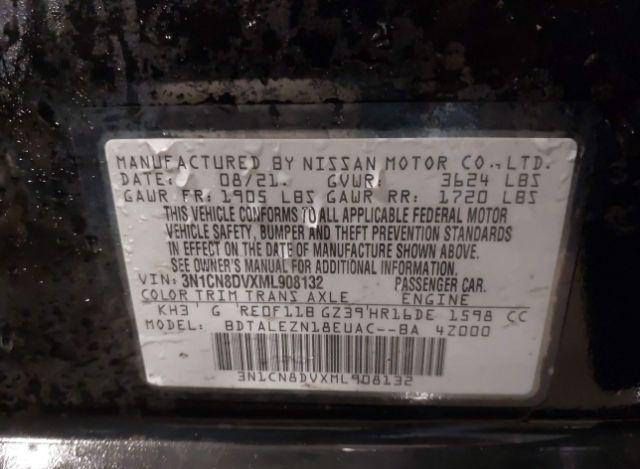 MANUFACTURED BY NISSAN MOTOR CO., LTD.
DATE: 08/21. GVWR: 3624 LBS
GAWR FR: 1905 LBS GAWR RR: 1720 LBS
THIS VEHICLE CONFORMS TO ALL APPLICABLE FEDERAL MOTOR
VEHICLE SAFETY, BUMPER AND THEFT PREVENTION STANDARDS
IN EFFECT ON THE DATE OF MANUFACTURE SHOWN ABOVE.
SEE OWNER'S MANUAL FOR ADDITIONAL INFORMATION.
VIN: 3N1CN8DVXML908132 PASSENGER CAR.
COLOR TRIM TRANS AXLE ENGINE
KH3 G RE0F11B GZ39 HR16DE 1598 CC
MODEL: BDTALEZN18EUAC--BA 4Z000
3N1CN8DVXML908132